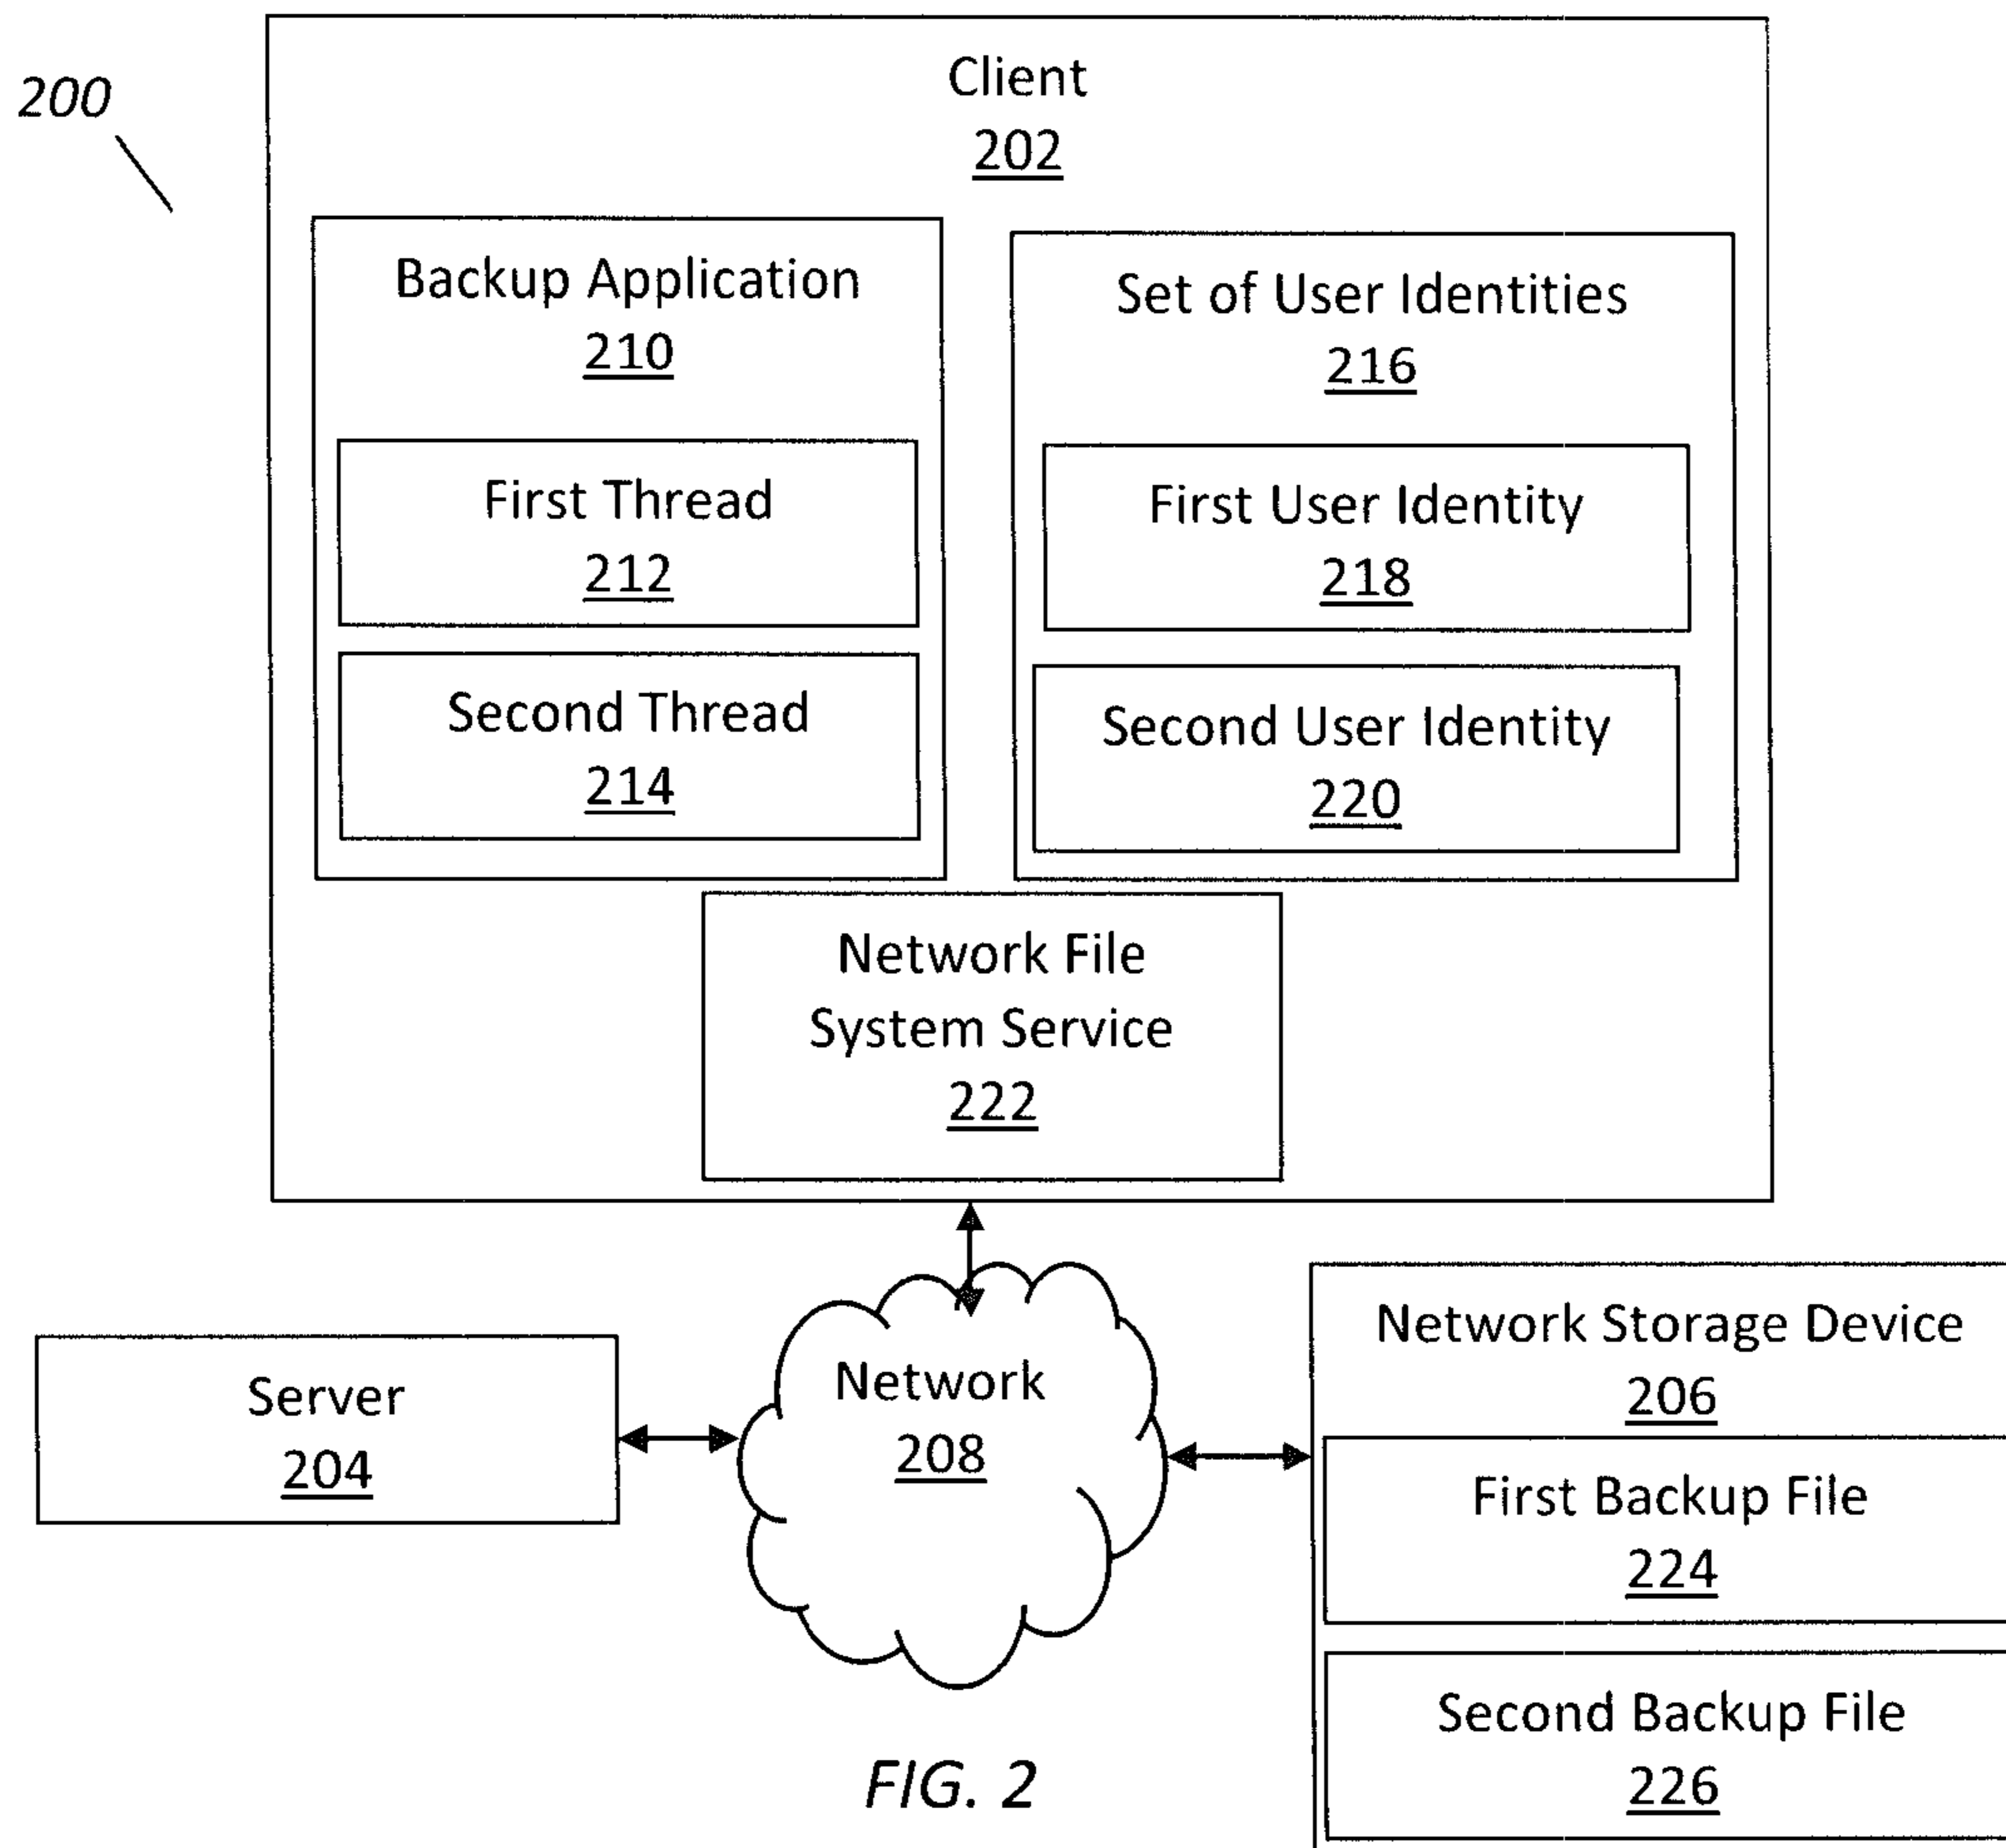 200
Client
202
Backup Application
210
First Thread
212
Second Thread
214
Set of User Identities
216
First User Identity
218
Second User Identity
220
Network File
System Service
222
Server
204
Network
208
Network Storage Device
206
First Backup File
224
Second Backup File
226
FIG. 2